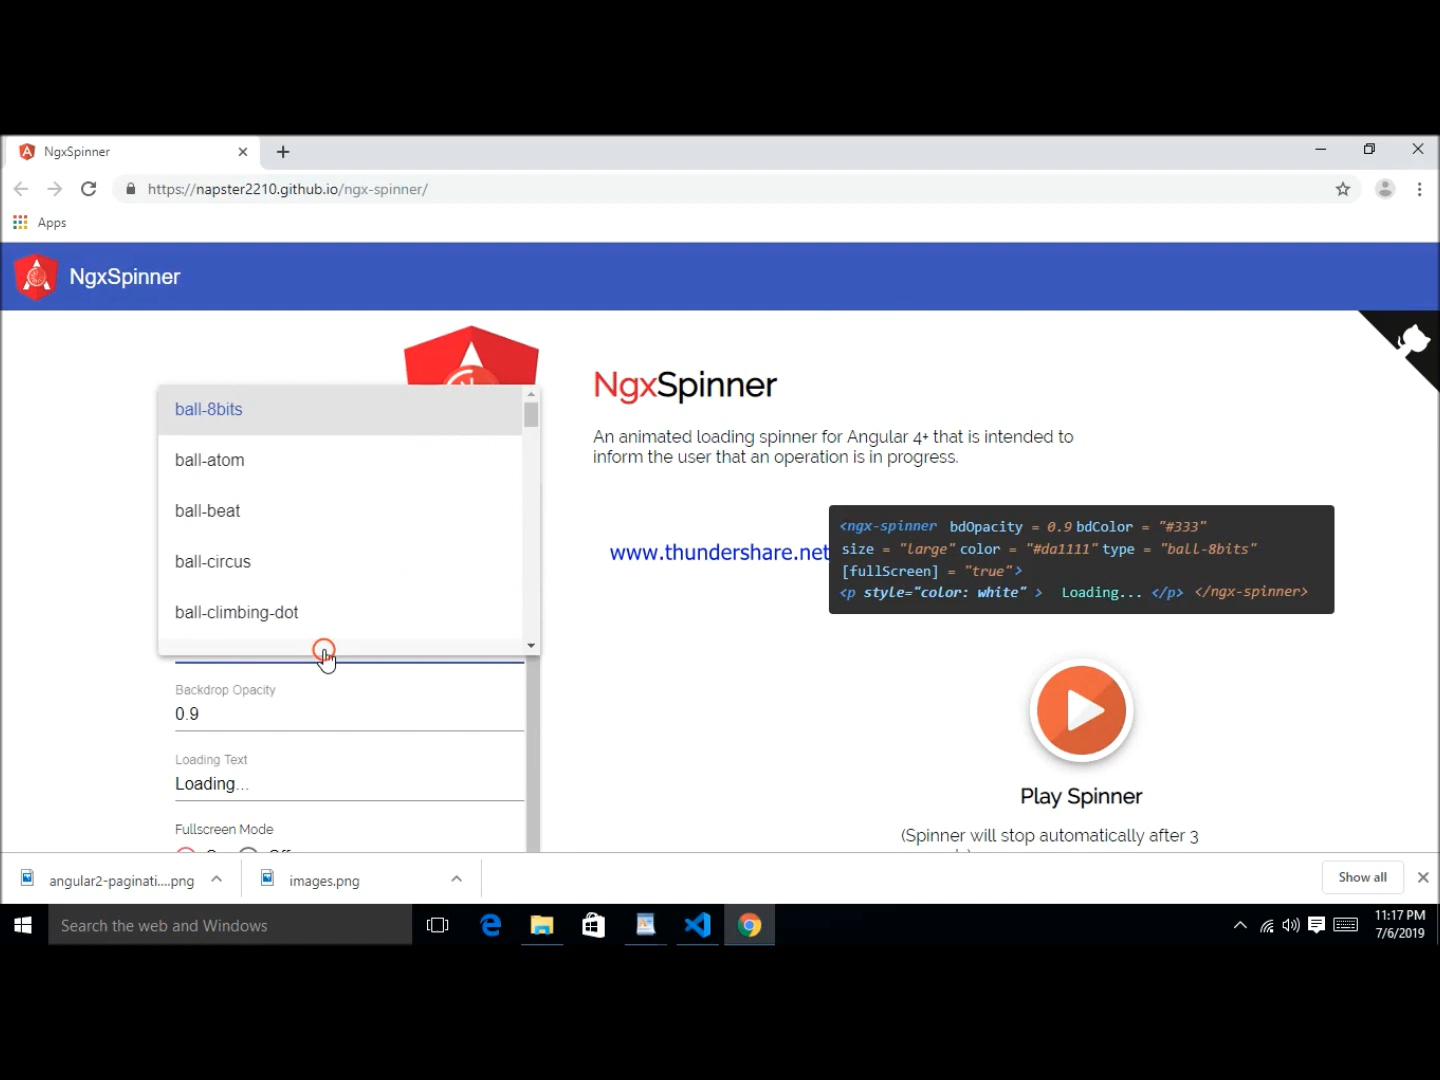 NgxSpinner
https://napster2210.github.io/ngx-spinner/
Apps
NgxSpinner
ball-8bits
ball-atom
ball-beat
ball-circus
ball-climbing-dot
Backdrop Opacity
0.9
Loading Text
Loading...
Fullscreen Mode
NgxSpinner
An animated loading spinner for Angular 4+ that is intended to
inform the user that an operation is in progress.
www.thundershare.net
<ngx-spinner bdOpacity = 0.9 bdColor = "#333"
size = "large" color = "#da1111" type = "ball-8bits"
[fullScreen] = "true">
<p style="color: white" > Loading... </p> </ngx-spinner>
Play Spinner
(Spinner will stop automatically after 3
angular2-paginati....png
images.png
Show all
Search the web and Windows
11:17 PM
7/6/2019